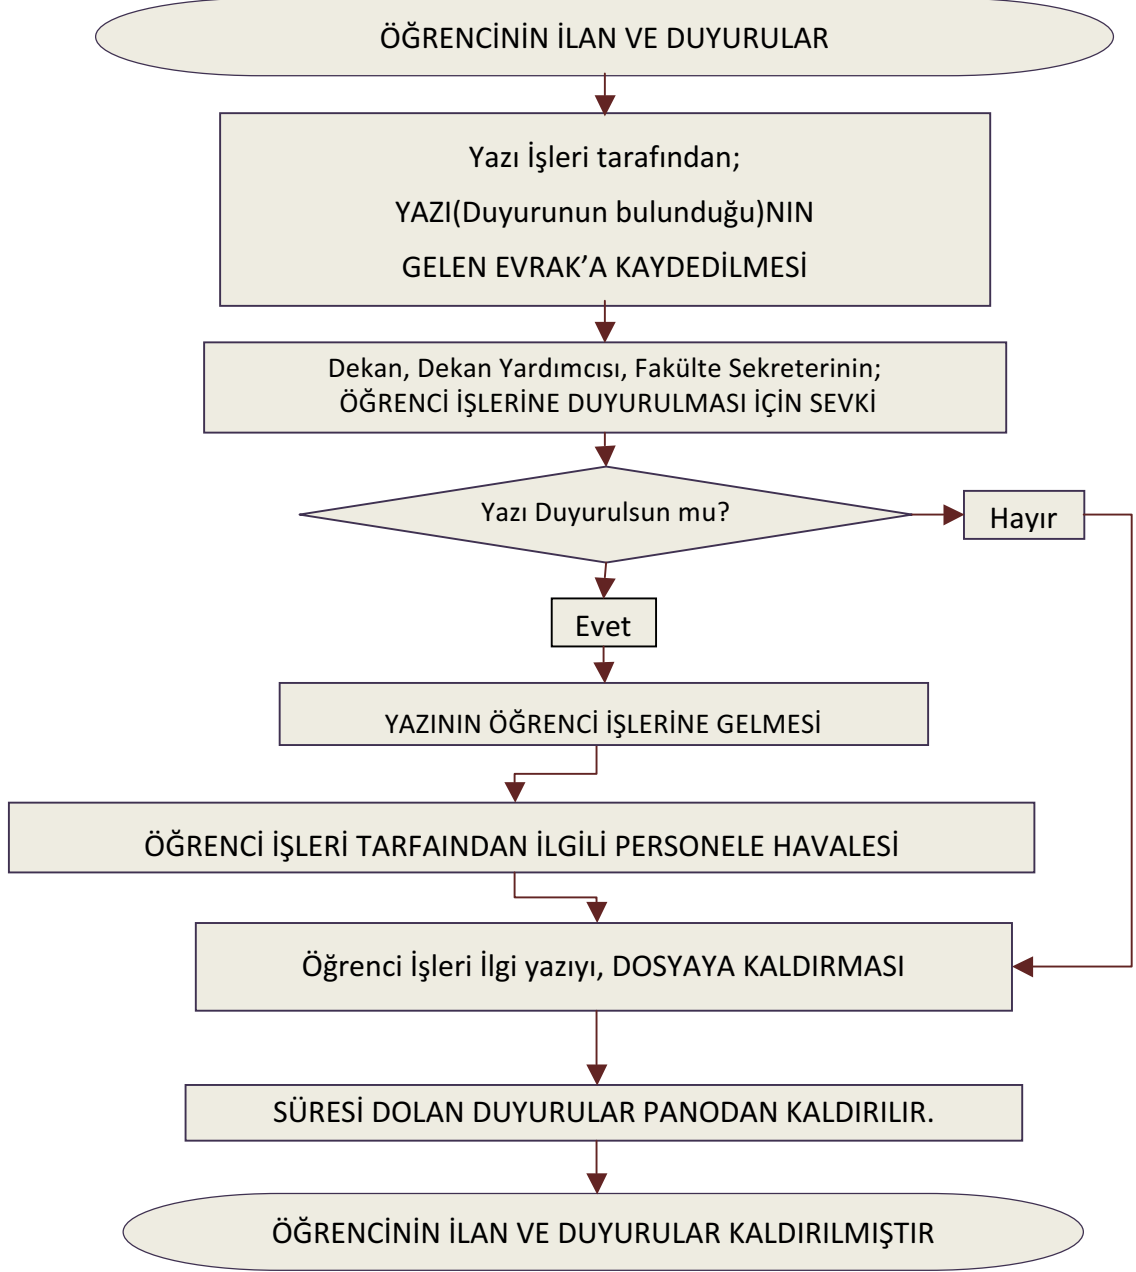 ÖĞRENCİNİN İLAN VE DUYURULAR
Yazı İşleri tarafından;
YAZI(Duyurunun bulunduğu)NIN
GELEN EVRAK’A KAYDEDİLMESİ
Dekan, Dekan Yardımcısı, Fakülte Sekreterinin;
ÖĞRENCİ İŞLERİNE DUYURULMASI İÇİN SEVKİ
Yazı Duyurulsun mu?
Hayır
Evet
YAZININ ÖĞRENCİ İŞLERİNE GELMESİ
ÖĞRENCİ İŞLERİ TARFAINDAN İLGİLİ PERSONELE HAVALESİ
Öğrenci İşleri İlgi yazıyı, DOSYAYA KALDIRMASI
SÜRESİ DOLAN DUYURULAR PANODAN KALDIRILIR.
ÖĞRENCİNİN İLAN VE DUYURULAR KALDIRILMIŞTIR